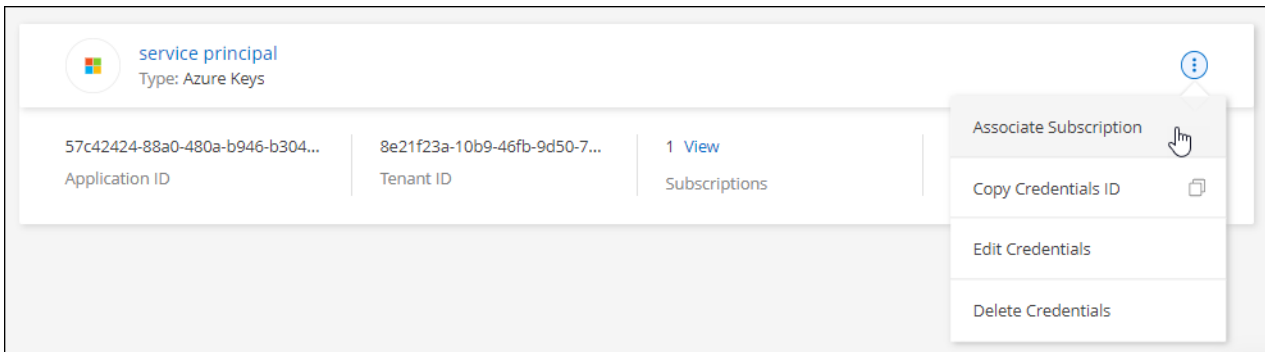 service principal
Type: Azure Keys
57c42424-88a0-480a-b946-b304...
Application ID
8e21f23a-10b9-46fb-9d50-7...
Tenant ID
1 View
Subscriptions
Associate Subscription
Copy Credentials ID
Edit Credentials
Delete Credentials